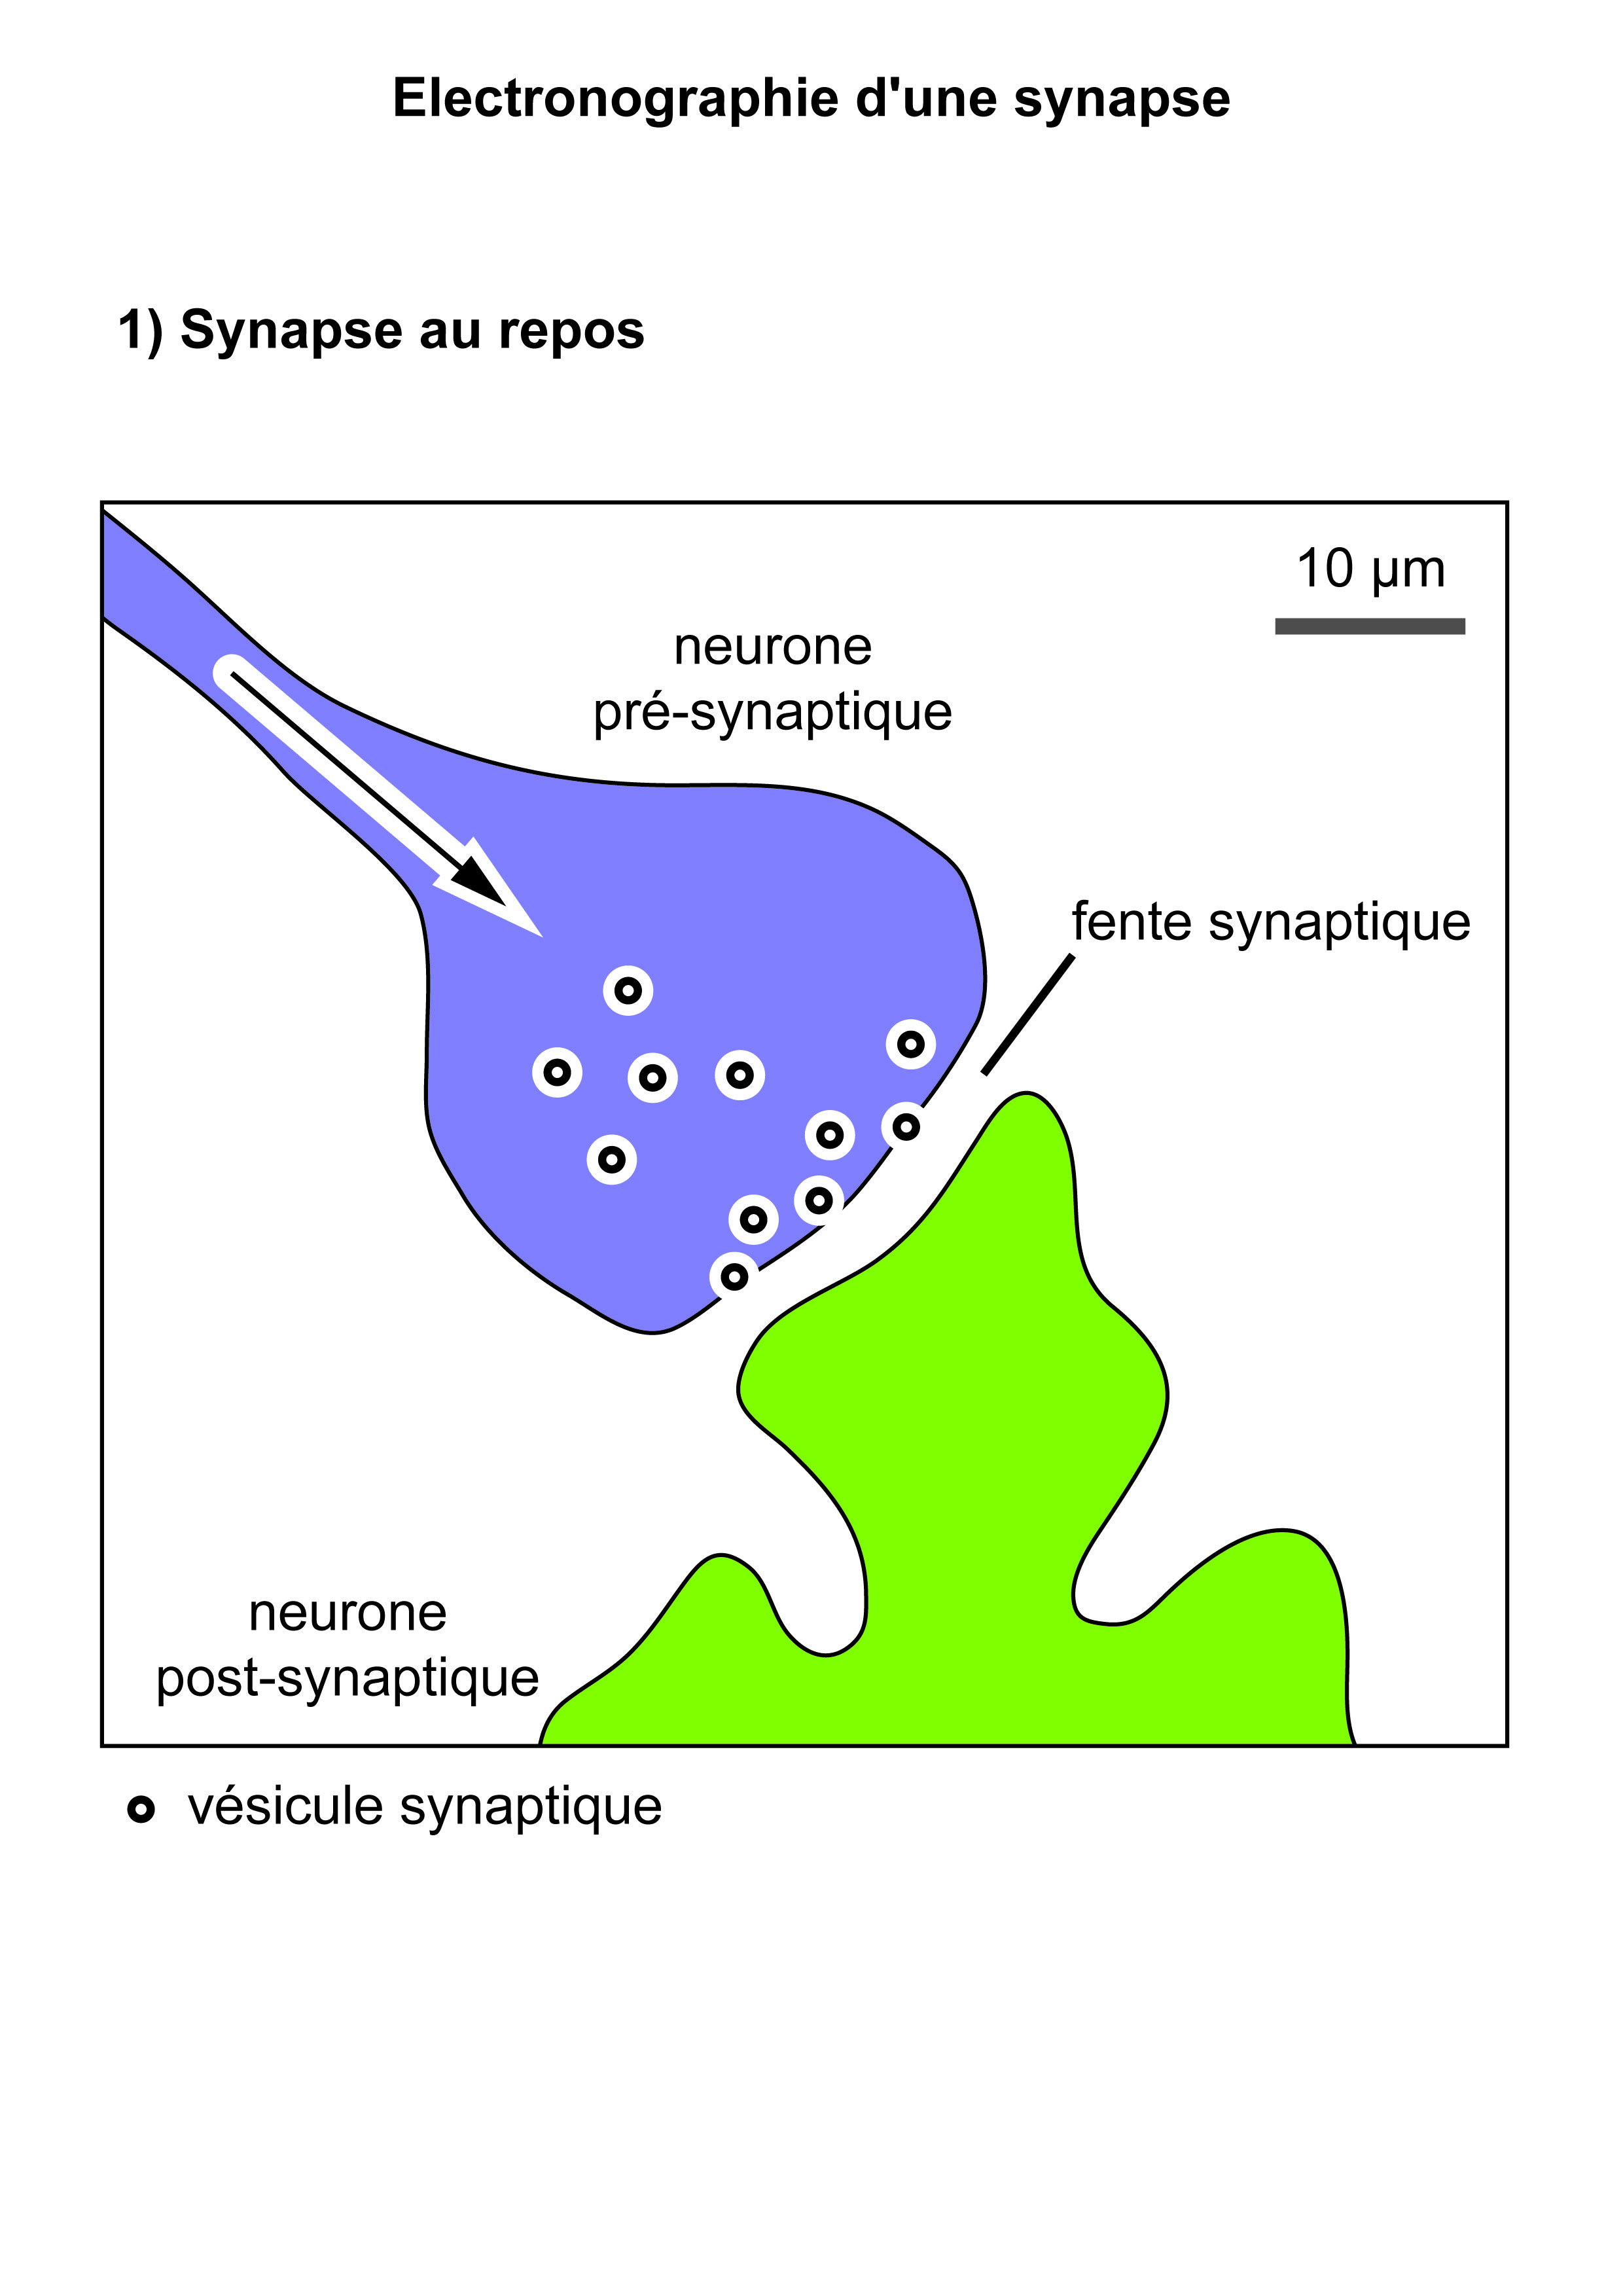 Electronographie d'une synapse
1) Synapse au repos
10 µm
neurone
pré-synaptique
fente synaptique
neurone
post-synaptique
vésicule synaptique